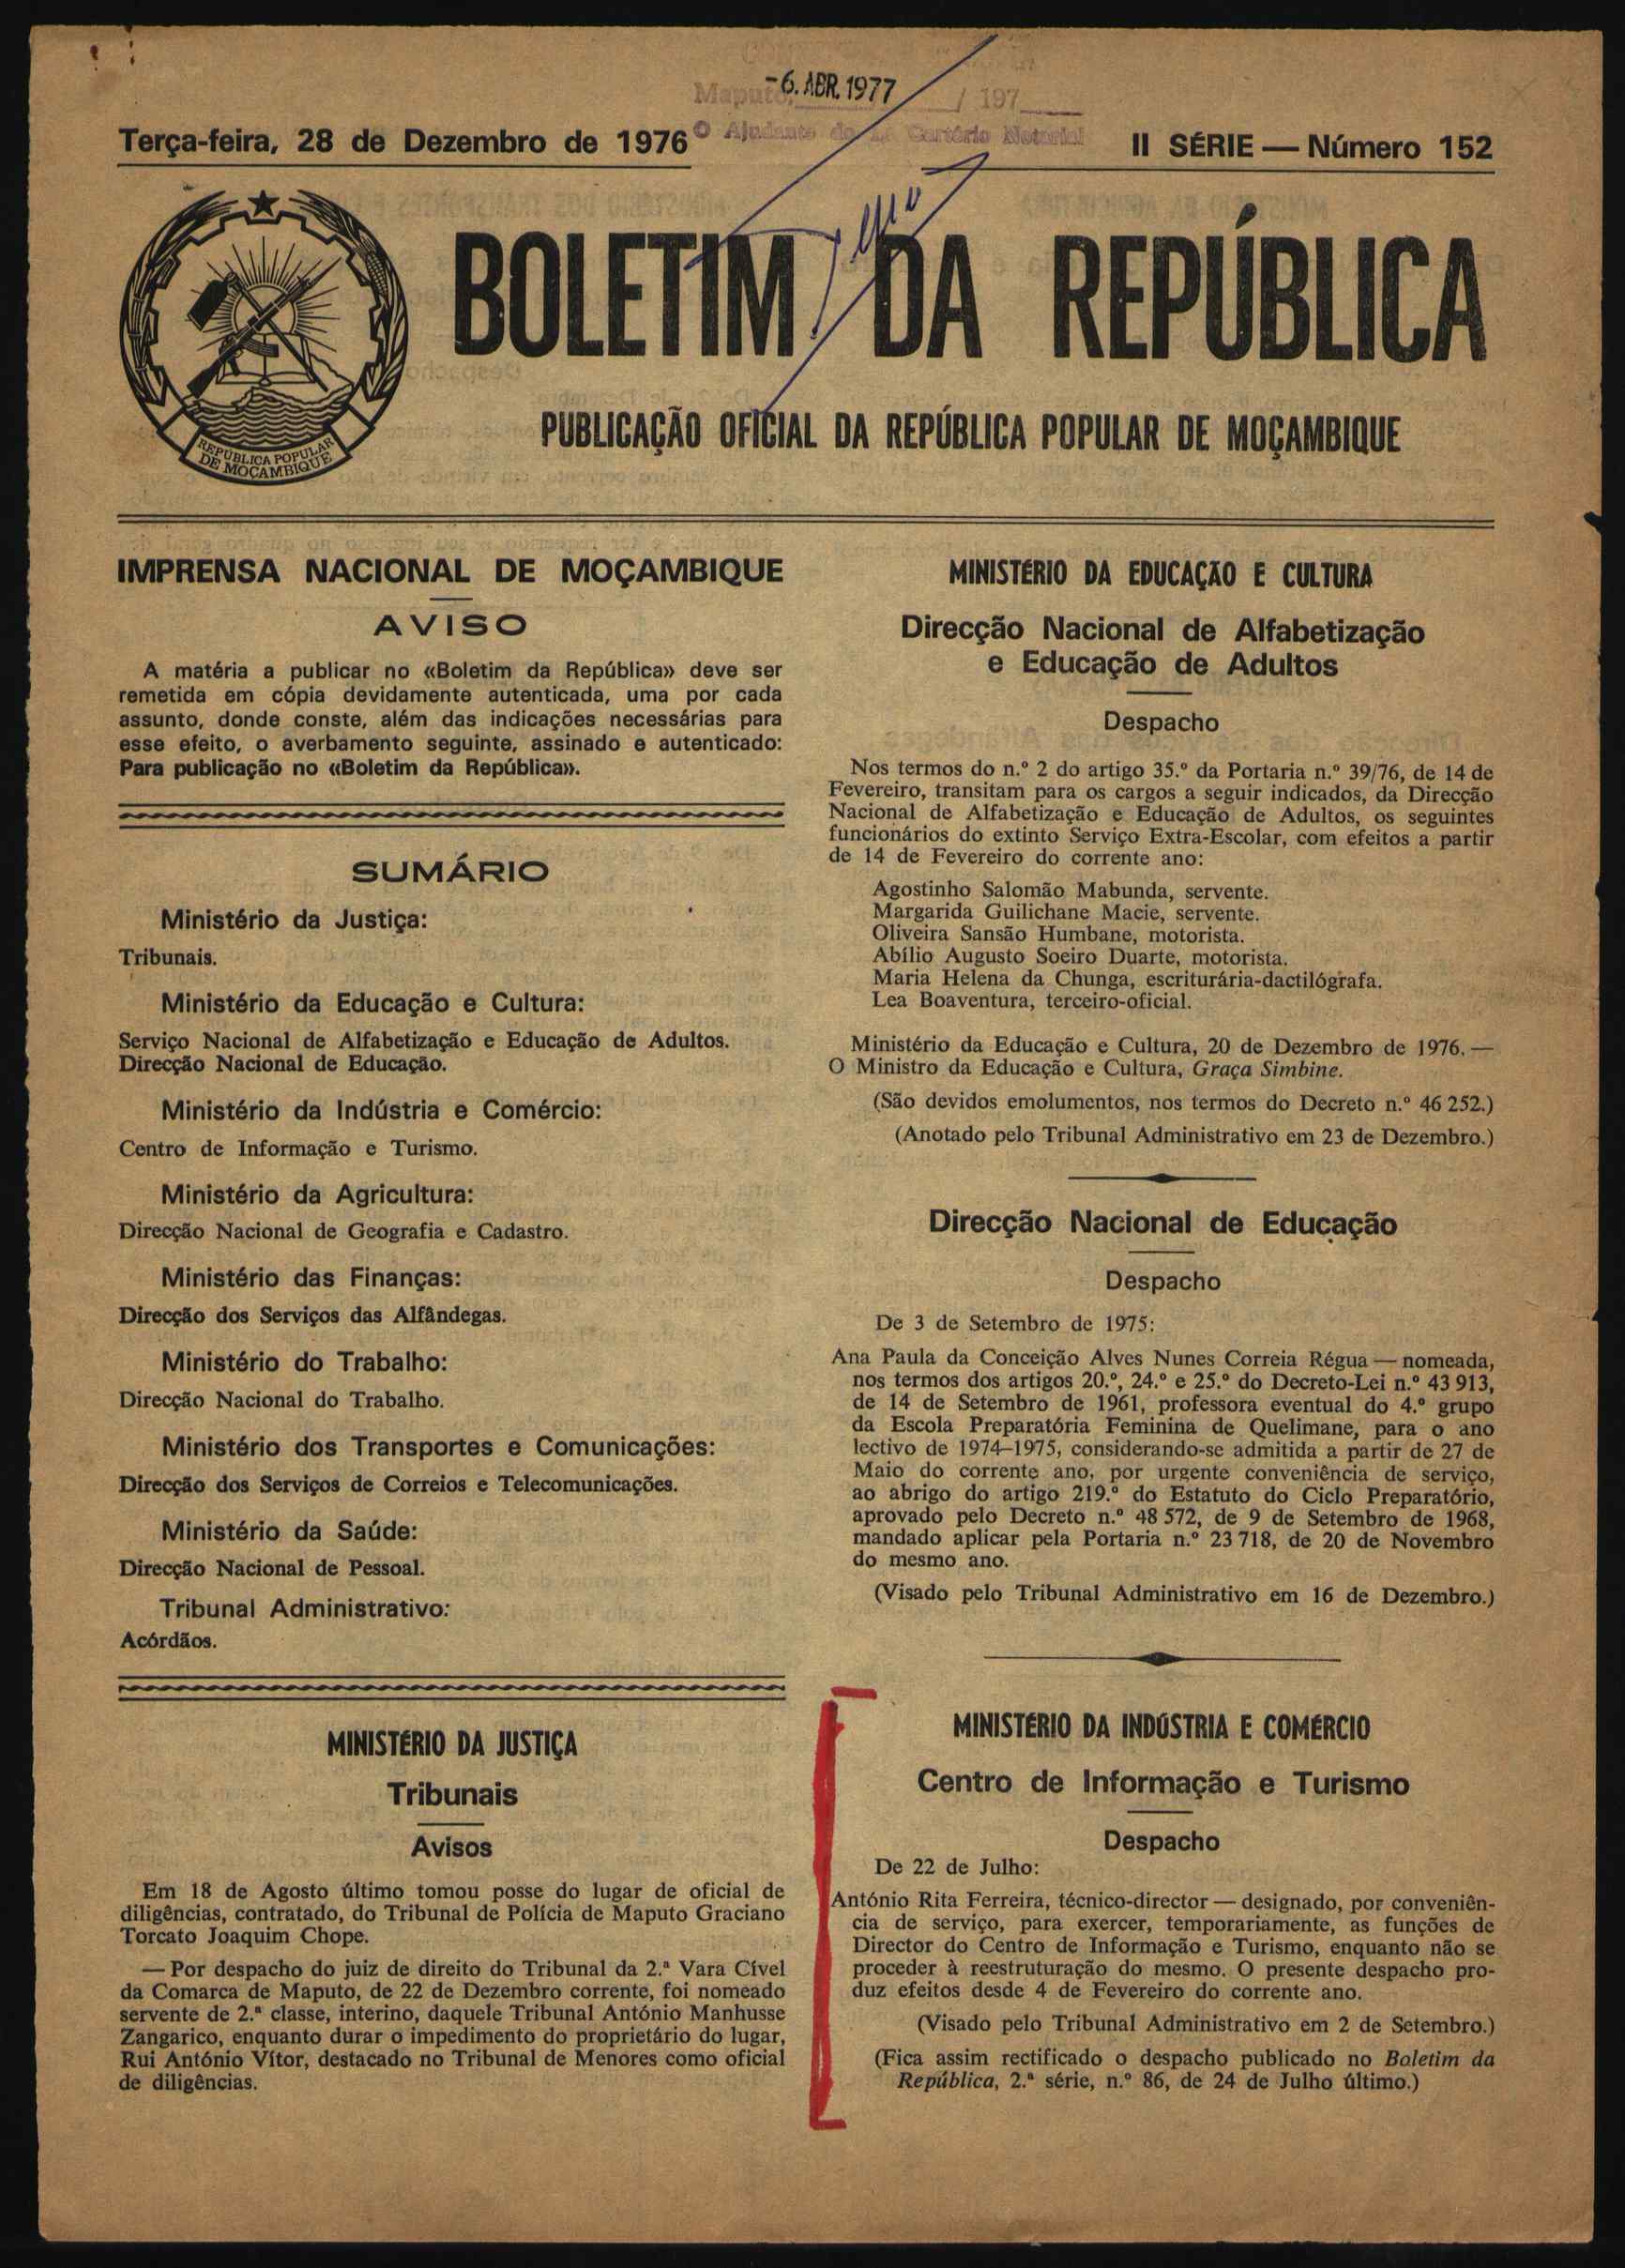 -6. ABR. 1977
Maputo, / 197
O Ajudante do 1.º Cartório Notarial
Terça-feira, 28 de Dezembro de 1976
II SÉRIE — Número 152
BOLETIM DA REPÚBLICA
PUBLICAÇÃO OFICIAL DA REPÚBLICA POPULAR DE MOÇAMBIQUE
REPÚBLICA POPULAR
DE MOÇAMBIQUE
IMPRENSA NACIONAL DE MOÇAMBIQUE
AVISO
A matéria a publicar no «Boletim da República» deve ser
remetida em cópia devidamente autenticada, uma por cada
assunto, donde conste, além das indicações necessárias para
esse efeito, o averbamento seguinte, assinado e autenticado:
Para publicação no «Boletim da República».
SUMÁRIO
Ministério da Justiça:
Tribunais.
Ministério da Educação e Cultura:
Serviço Nacional de Alfabetização e Educação de Adultos.
Direcção Nacional de Educação.
Ministério da Indústria e Comércio:
Centro de Informação e Turismo.
Ministério da Agricultura:
Direcção Nacional de Geografia e Cadastro.
Ministério das Finanças:
Direcção dos Serviços das Alfândegas.
Ministério do Trabalho:
Direcção Nacional do Trabalho.
Ministério dos Transportes e Comunicações:
Direcção dos Serviços de Correios e Telecomunicações.
Ministério da Saúde:
Direcção Nacional de Pessoal.
Tribunal Administrativo:
Acórdãos.
MINISTÉRIO DA JUSTIÇA
Tribunais
Avisos
Em 18 de Agosto último tomou posse do lugar de oficial de
diligências, contratado, do Tribunal de Polícia de Maputo Graciano
Torcato Joaquim Chope.
— Por despacho do juiz de direito do Tribunal da 2.ª Vara Cível
da Comarca de Maputo, de 22 de Dezembro corrente, foi nomeado
servente de 2.ª classe, interino, daquele Tribunal António Manhusse
Zangarico, enquanto durar o impedimento do proprietário do lugar,
Rui António Vítor, destacado no Tribunal de Menores como oficial
de diligências.
MINISTÉRIO DA EDUCAÇÃO E CULTURA
Direcção Nacional de Alfabetização
e Educação de Adultos
Despacho
Nos termos do n.º 2 do artigo 35.º da Portaria n.º 39/76, de 14 de
Fevereiro, transitam para os cargos a seguir indicados, da Direcção
Nacional de Alfabetização e Educação de Adultos, os seguintes
funcionários do extinto Serviço Extra-Escolar, com efeitos a partir
de 14 de Fevereiro do corrente ano:
Agostinho Salomão Mabunda, servente.
Margarida Guilichane Macie, servente.
Oliveira Sansão Humbane, motorista.
Abílio Augusto Soeiro Duarte, motorista.
Maria Helena da Chunga, escriturária-dactilógrafa.
Lea Boaventura, terceiro-oficial.
Ministério da Educação e Cultura, 20 de Dezembro de 1976. —
O Ministro da Educação e Cultura, Graça Simbine.
(São devidos emolumentos, nos termos do Decreto n.º 46 252.)
(Anotado pelo Tribunal Administrativo em 23 de Dezembro.)
Direcção Nacional de Educação
Despacho
De 3 de Setembro de 1975:
Ana Paula da Conceição Alves Nunes Correia Régua — nomeada,
nos termos dos artigos 20.º, 24.º e 25.º do Decreto-Lei n.º 43 913,
de 14 de Setembro de 1961, professora eventual do 4.º grupo
da Escola Preparatória Feminina de Quelimane, para o ano
lectivo de 1974–1975, considerando-se admitida a partir de 27 de
Maio do corrente ano, por urgente conveniência de serviço,
ao abrigo do artigo 219.º do Estatuto do Ciclo Preparatório,
aprovado pelo Decreto n.º 48 572, de 9 de Setembro de 1968,
mandado aplicar pela Portaria n.º 23 718, de 20 de Novembro
do mesmo ano.
(Visado pelo Tribunal Administrativo em 16 de Dezembro.)
MINISTÉRIO DA INDÚSTRIA E COMÉRCIO
Centro de Informação e Turismo
Despacho
De 22 de Julho:
António Rita Ferreira, técnico-director — designado, por conveniên-
cia de serviço, para exercer, temporariamente, as funções de
Director do Centro de Informação e Turismo, enquanto não se
proceder à reestruturação do mesmo. O presente despacho pro-
duz efeitos desde 4 de Fevereiro do corrente ano.
(Visado pelo Tribunal Administrativo em 2 de Setembro.)
(Fica assim rectificado o despacho publicado no Boletim da
República, 2.ª série, n.º 86, de 24 de Julho último.)